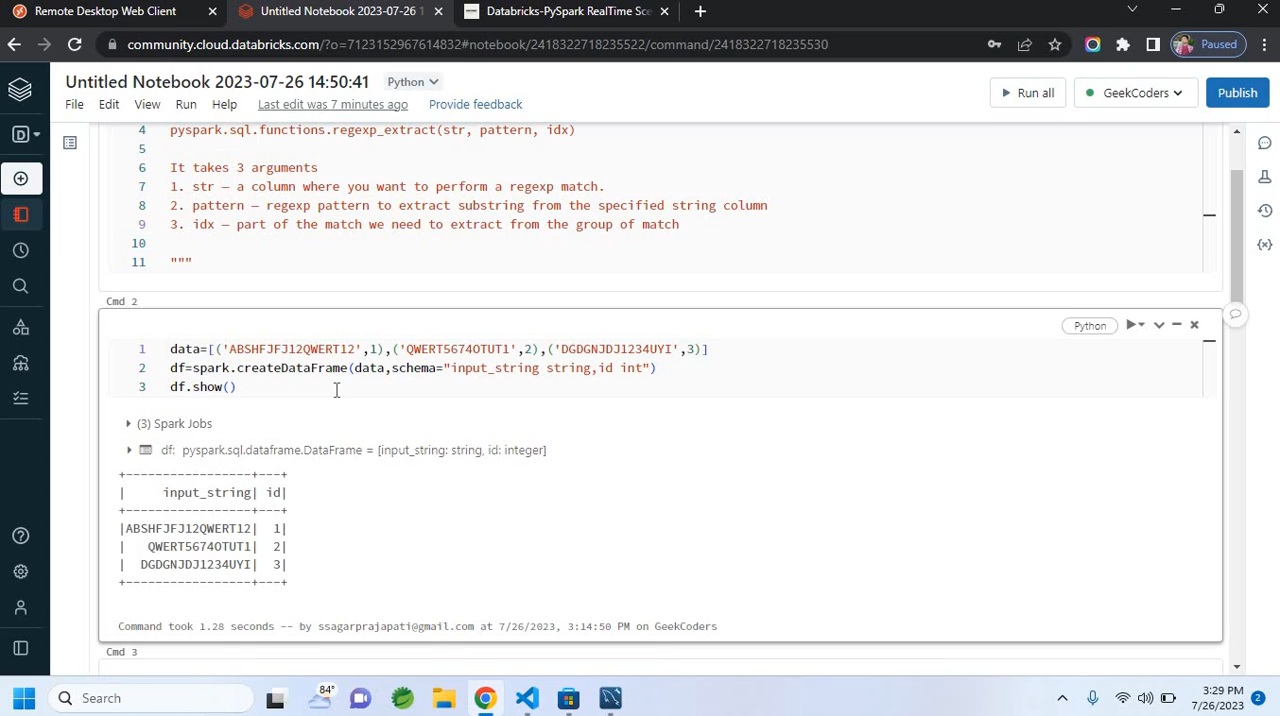 Remote Desktop Web Client
Untitled Notebook 2023-07-26 1
Databricks-PySpark RealTime Sce
community.cloud.databricks.com/?o=7123152967614832#notebook/2418322718235522/command/2418322718235530
Paused
Untitled Notebook 2023-07-26 14:50:41 Python
File Edit View Run Help Last edit was 7 minutes ago Provide feedback
Run all GeekCoders Publish
D
4 pyspark.sql.functions.regexp_extract(str, pattern, idx)
5
6 It takes 3 arguments
7 1. str – a column where you want to perform a regexp match.
8 2. pattern – regexp pattern to extract substring from the specified string column
9 3. idx – part of the match we need to extract from the group of match
10
11 """
Cmd 2
Python
1 data=[('ABSHFJFJ12QWERT12',1),('QWERT5674OTUT1',2),('DGDGNJDJ1234UYI',3)]
2 df=spark.createDataFrame(data,schema="input_string string,id int")
3 df.show()
(3) Spark Jobs
df: pyspark.sql.dataframe.DataFrame = [input_string: string, id: integer]
+-----------------+---+
|     input_string| id|
+-----------------+---+
|ABSHFJFJ12QWERT12|  1|
|   QWERT5674OTUT1|  2|
|  DGDGNJDJ1234UYI|  3|
+-----------------+---+
Command took 1.28 seconds -- by ssagarprajapati@gmail.com at 7/26/2023, 3:14:50 PM on GeekCoders
Cmd 3
Search
84°
3:29 PM
7/26/2023
2